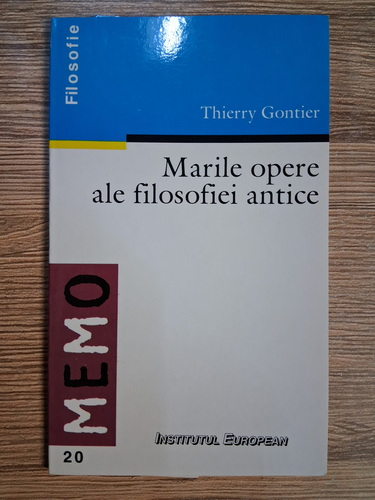 Filosofie
Thierry Gontier
Marile opere
ale filosofiei antice
MEMO
20
INSTITUTUL EUROPEAN